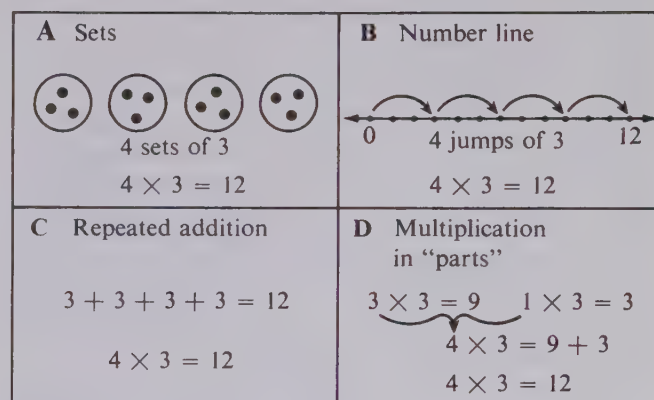 A Sets
4 sets of 3
4 × 3 = 12
B Number line
0 4 jumps of 3 12
4 × 3 = 12
C Repeated addition
3 + 3 + 3 + 3 = 12
4 × 3 = 12
D Multiplication
in “parts”
3 × 3 = 9 1 × 3 = 3
4 × 3 = 9 + 3
4 × 3 = 12